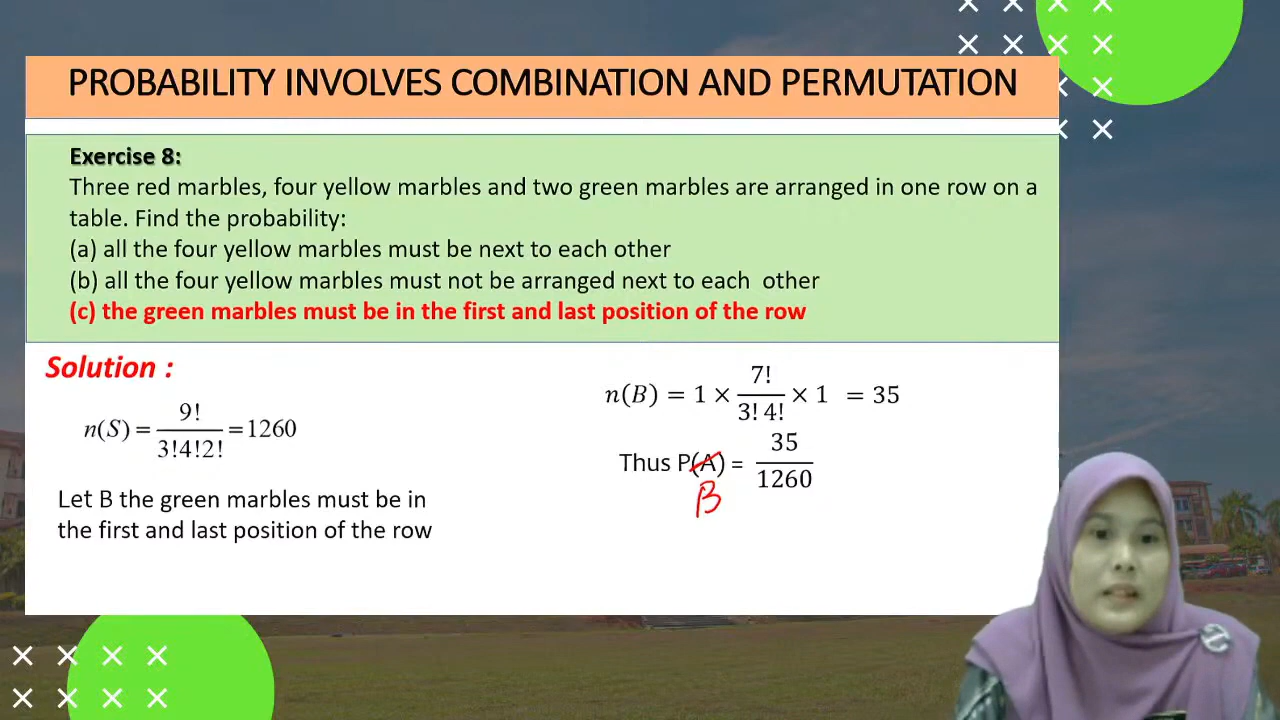 PROBABILITY INVOLVES COMBINATION AND PERMUTATION
Exercise 8:
Three red marbles, four yellow marbles and two green marbles are arranged in one row on a
table. Find the probability:
(a) all the four yellow marbles must be next to each other
(b) all the four yellow marbles must not be arranged next to each other
(c) the green marbles must be in the first and last position of the row
Solution :
n(S) = 9!/3!4!2! = 1260
Let B the green marbles must be in
the first and last position of the row
n(B) = 1 × 7!/3! 4! × 1 = 35
Thus P(A) = 35/1260
B